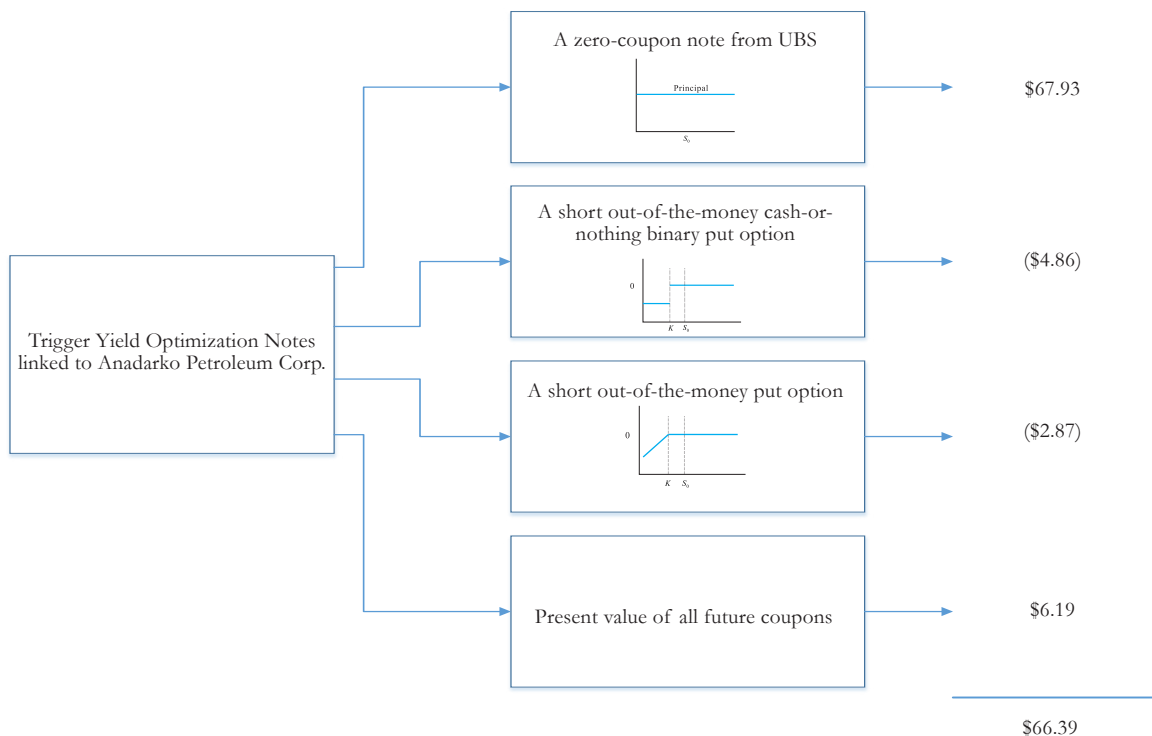 A zero-coupon note from UBS
Principal
S₀
$67.93
A short out-of-the-money cash-or-
nothing binary put option
0
K S₀
($4.86)
Trigger Yield Optimization Notes
linked to Anadarko Petroleum Corp.
A short out-of-the-money put option
0
K S₀
($2.87)
Present value of all future coupons
$6.19
$66.39